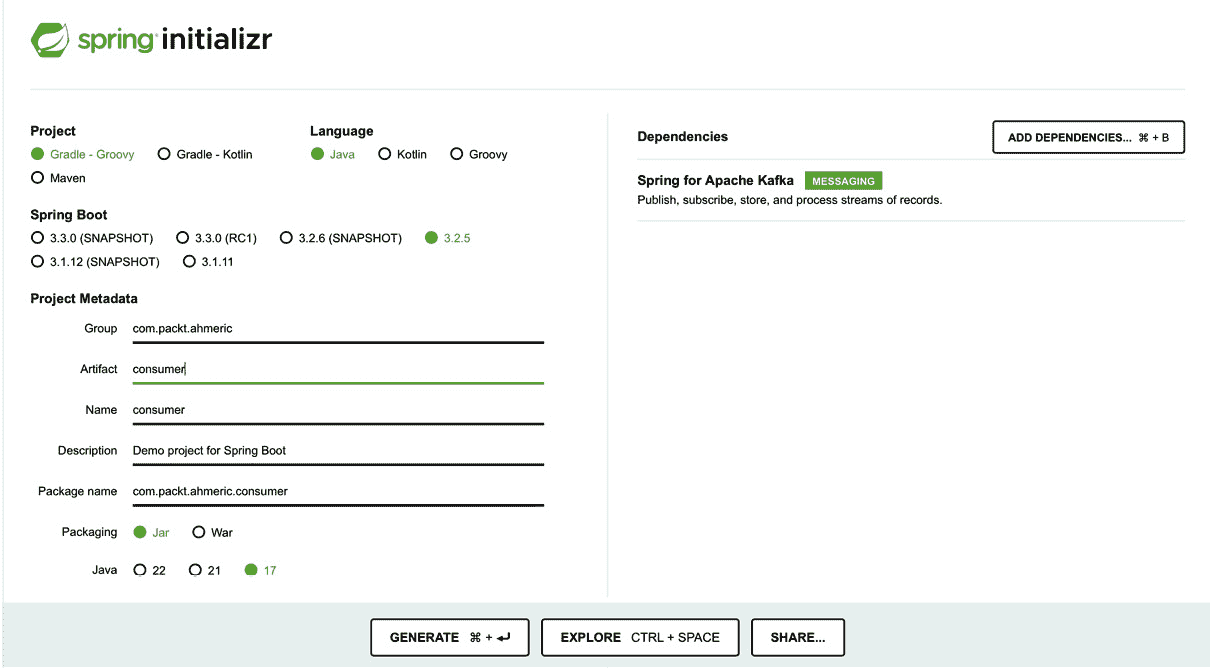 spring initializr
Project
Gradle - Groovy Gradle - Kotlin
Maven
Language
Java Kotlin Groovy
Spring Boot
3.3.0 (SNAPSHOT) 3.3.0 (RC1) 3.2.6 (SNAPSHOT) 3.2.5
3.1.12 (SNAPSHOT) 3.1.11
Project Metadata
Group com.packt.ahmeric
Artifact consumer
Name consumer
Description Demo project for Spring Boot
Package name com.packt.ahmeric.consumer
Packaging Jar War
Java 22 21 17
Dependencies
ADD DEPENDENCIES... ⌘ + B
Spring for Apache Kafka MESSAGING
Publish, subscribe, store, and process streams of records.
GENERATE ⌘ + ↵
EXPLORE CTRL + SPACE
SHARE...